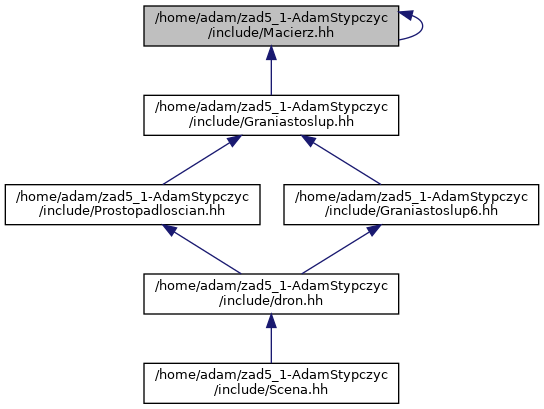 /home/adam/zad5_1-AdamStypczyc
/include/Macierz.hh
/home/adam/zad5_1-AdamStypczyc
/include/Graniastoslup.hh
/home/adam/zad5_1-AdamStypczyc
/include/Prostopadloscian.hh
/home/adam/zad5_1-AdamStypczyc
/include/Graniastoslup6.hh
/home/adam/zad5_1-AdamStypczyc
/include/dron.hh
/home/adam/zad5_1-AdamStypczyc
/include/Scena.hh